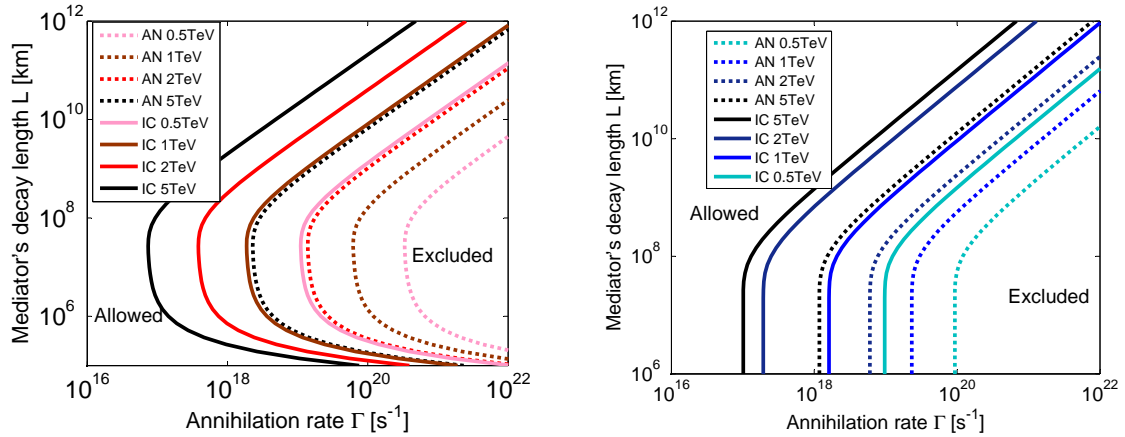 Mediator's decay length L [km]
10^12
10^10
10^8
10^6
AN 0.5TeV
AN 1TeV
AN 2TeV
AN 5TeV
IC 0.5TeV
IC 1TeV
IC 2TeV
IC 5TeV
Excluded
Allowed
10^16
10^18
10^20
10^22
Annihilation rate Γ [s^-1]
Mediator's decay length L [km]
10^12
10^10
10^8
10^6
AN 0.5TeV
AN 1TeV
AN 2TeV
AN 5TeV
IC 5TeV
IC 2TeV
IC 1TeV
IC 0.5TeV
Allowed
Excluded
10^16
10^18
10^20
10^22
Annihilation rate Γ [s^-1]